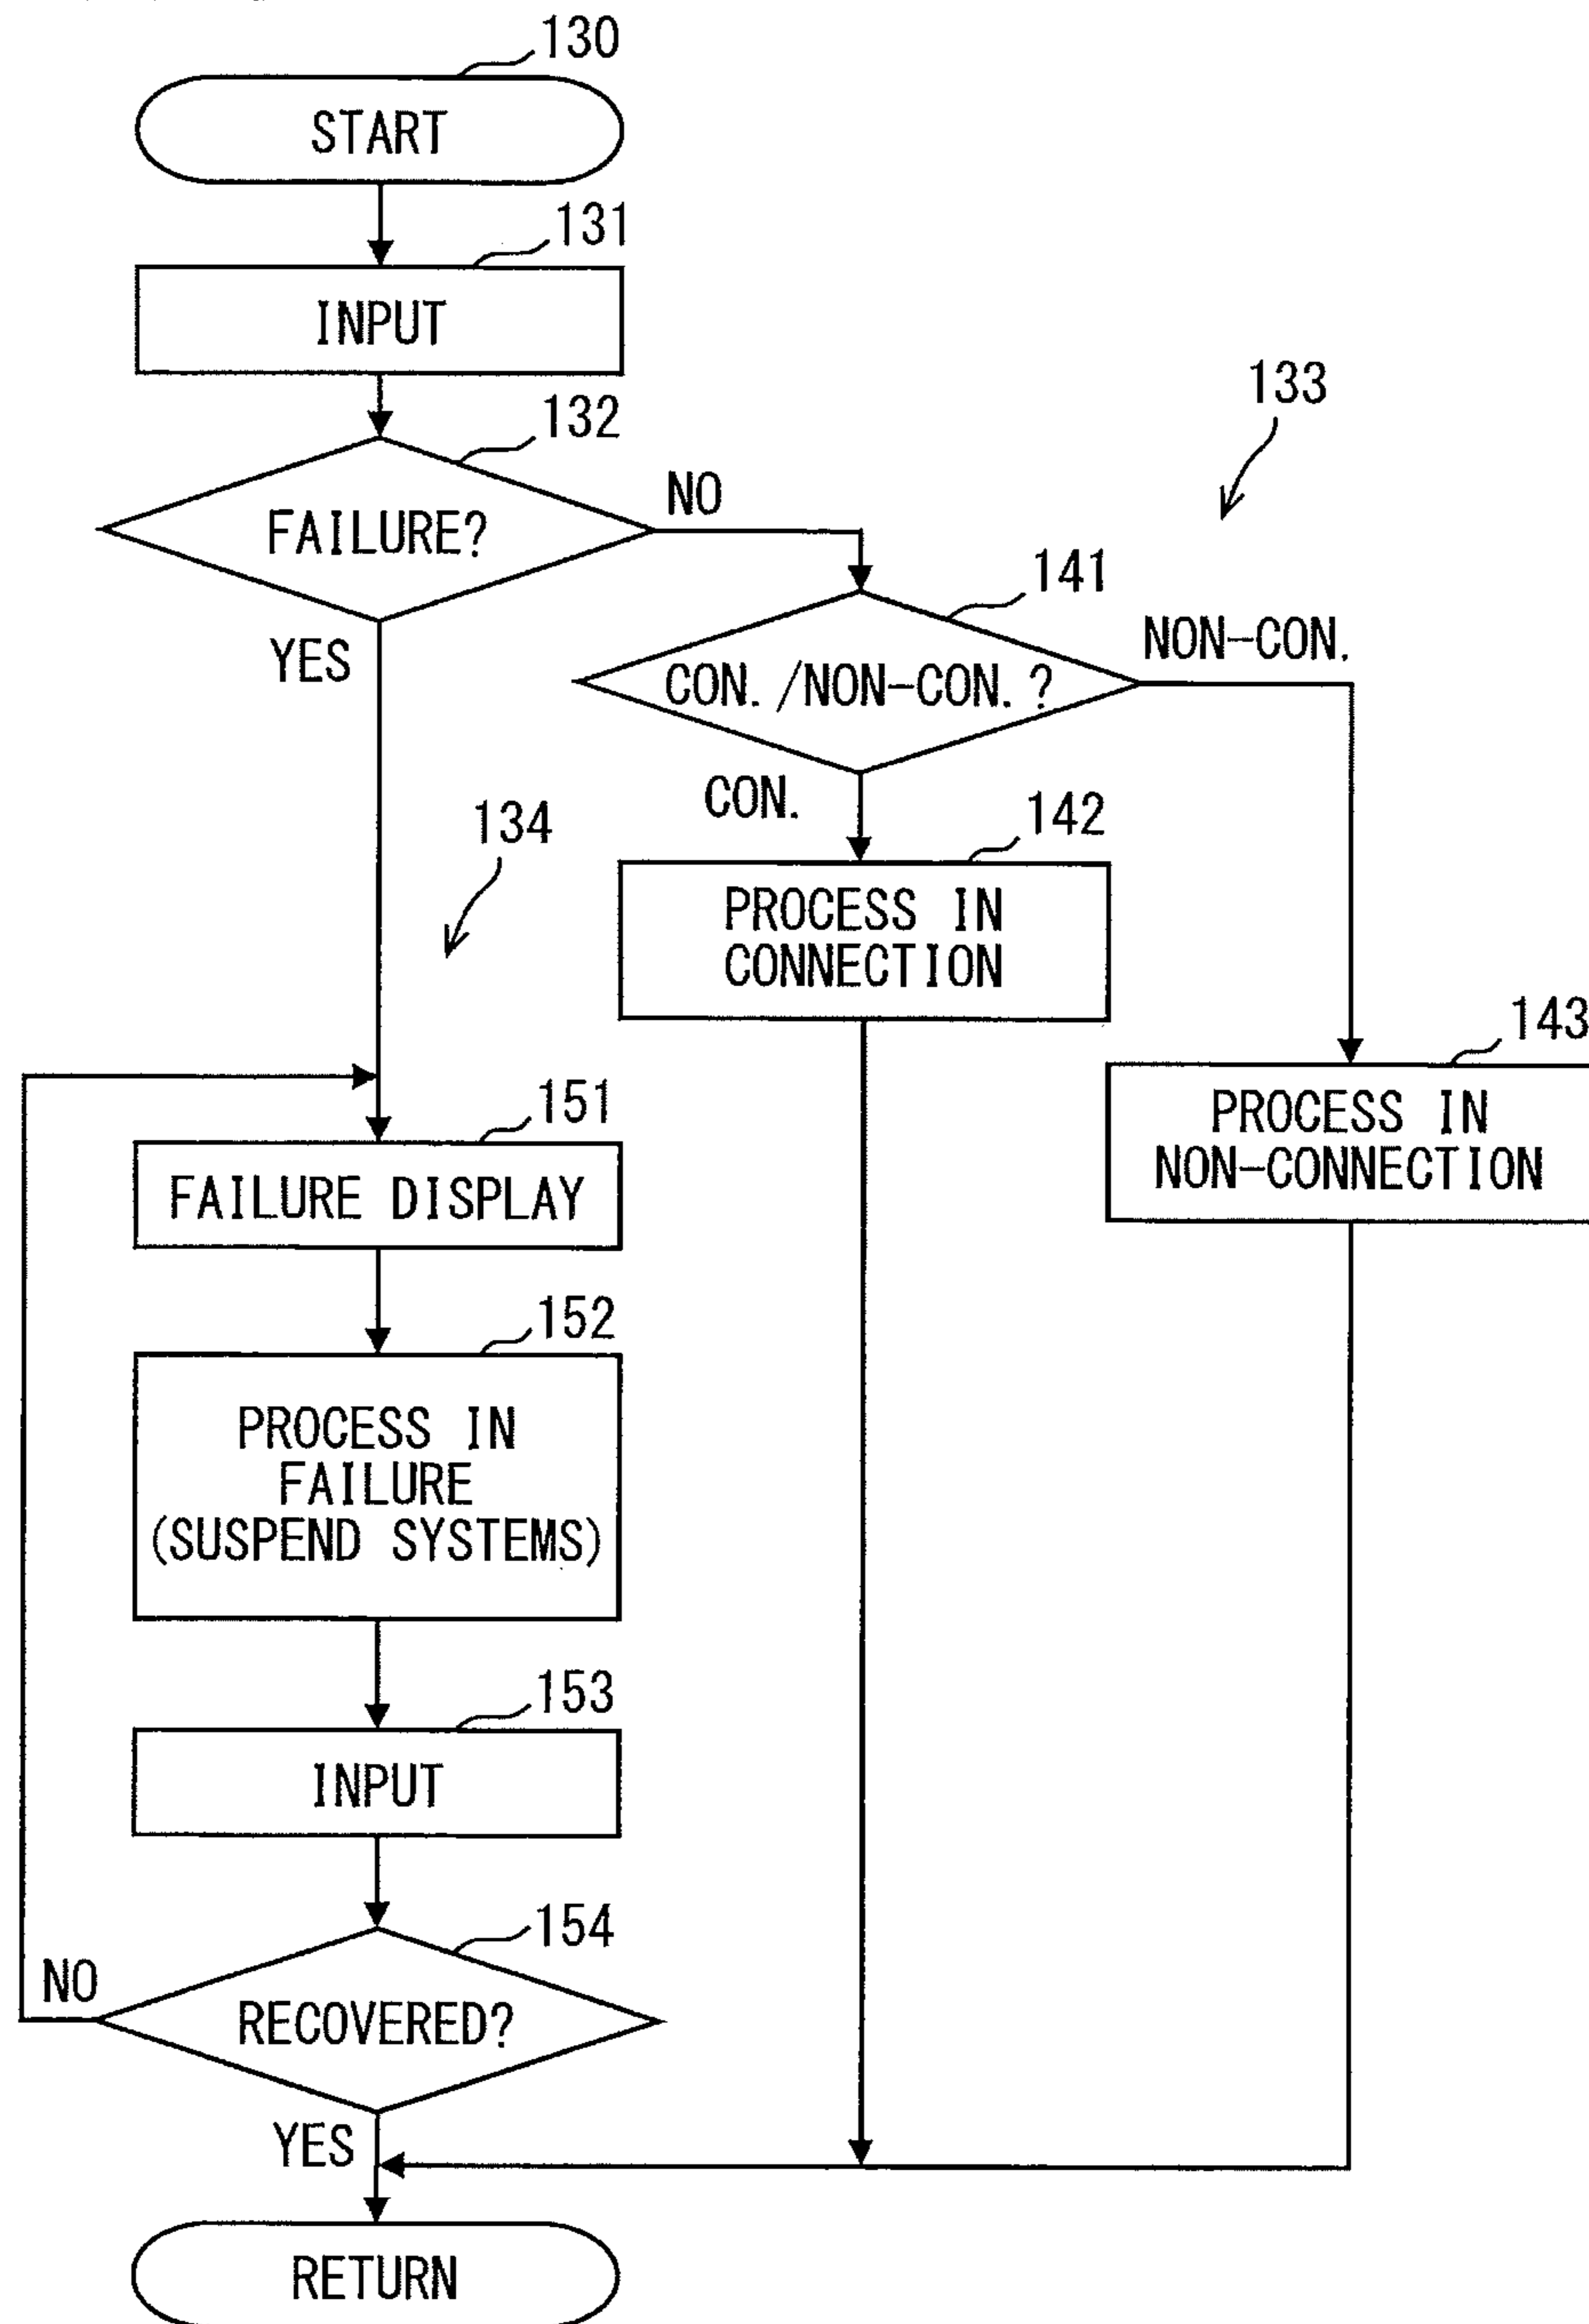 130
START
131
INPUT
132
FAILURE?
NO
YES
133
141
CON./NON-CON.?
NON-CON.
CON.
134
142
PROCESS IN
CONNECTION
143
PROCESS IN
NON-CONNECTION
151
FAILURE DISPLAY
152
PROCESS IN
FAILURE
(SUSPEND SYSTEMS)
153
INPUT
154
RECOVERED?
NO
YES
RETURN